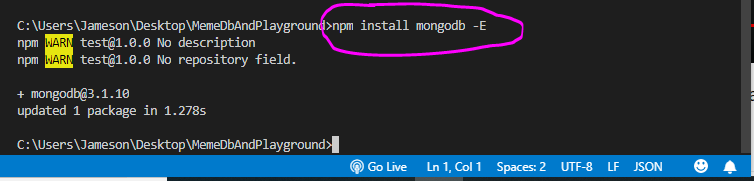 C:\Users\Jameson\Desktop\MemeDbAndPlayground>npm install mongodb -E
npm WARN test@1.0.0 No description
npm WARN test@1.0.0 No repository field.
+ mongodb@3.1.10
updated 1 package in 1.278s
C:\Users\Jameson\Desktop\MemeDbAndPlayground>
Go Live Ln 1, Col 1 Spaces: 2 UTF-8 LF JSON